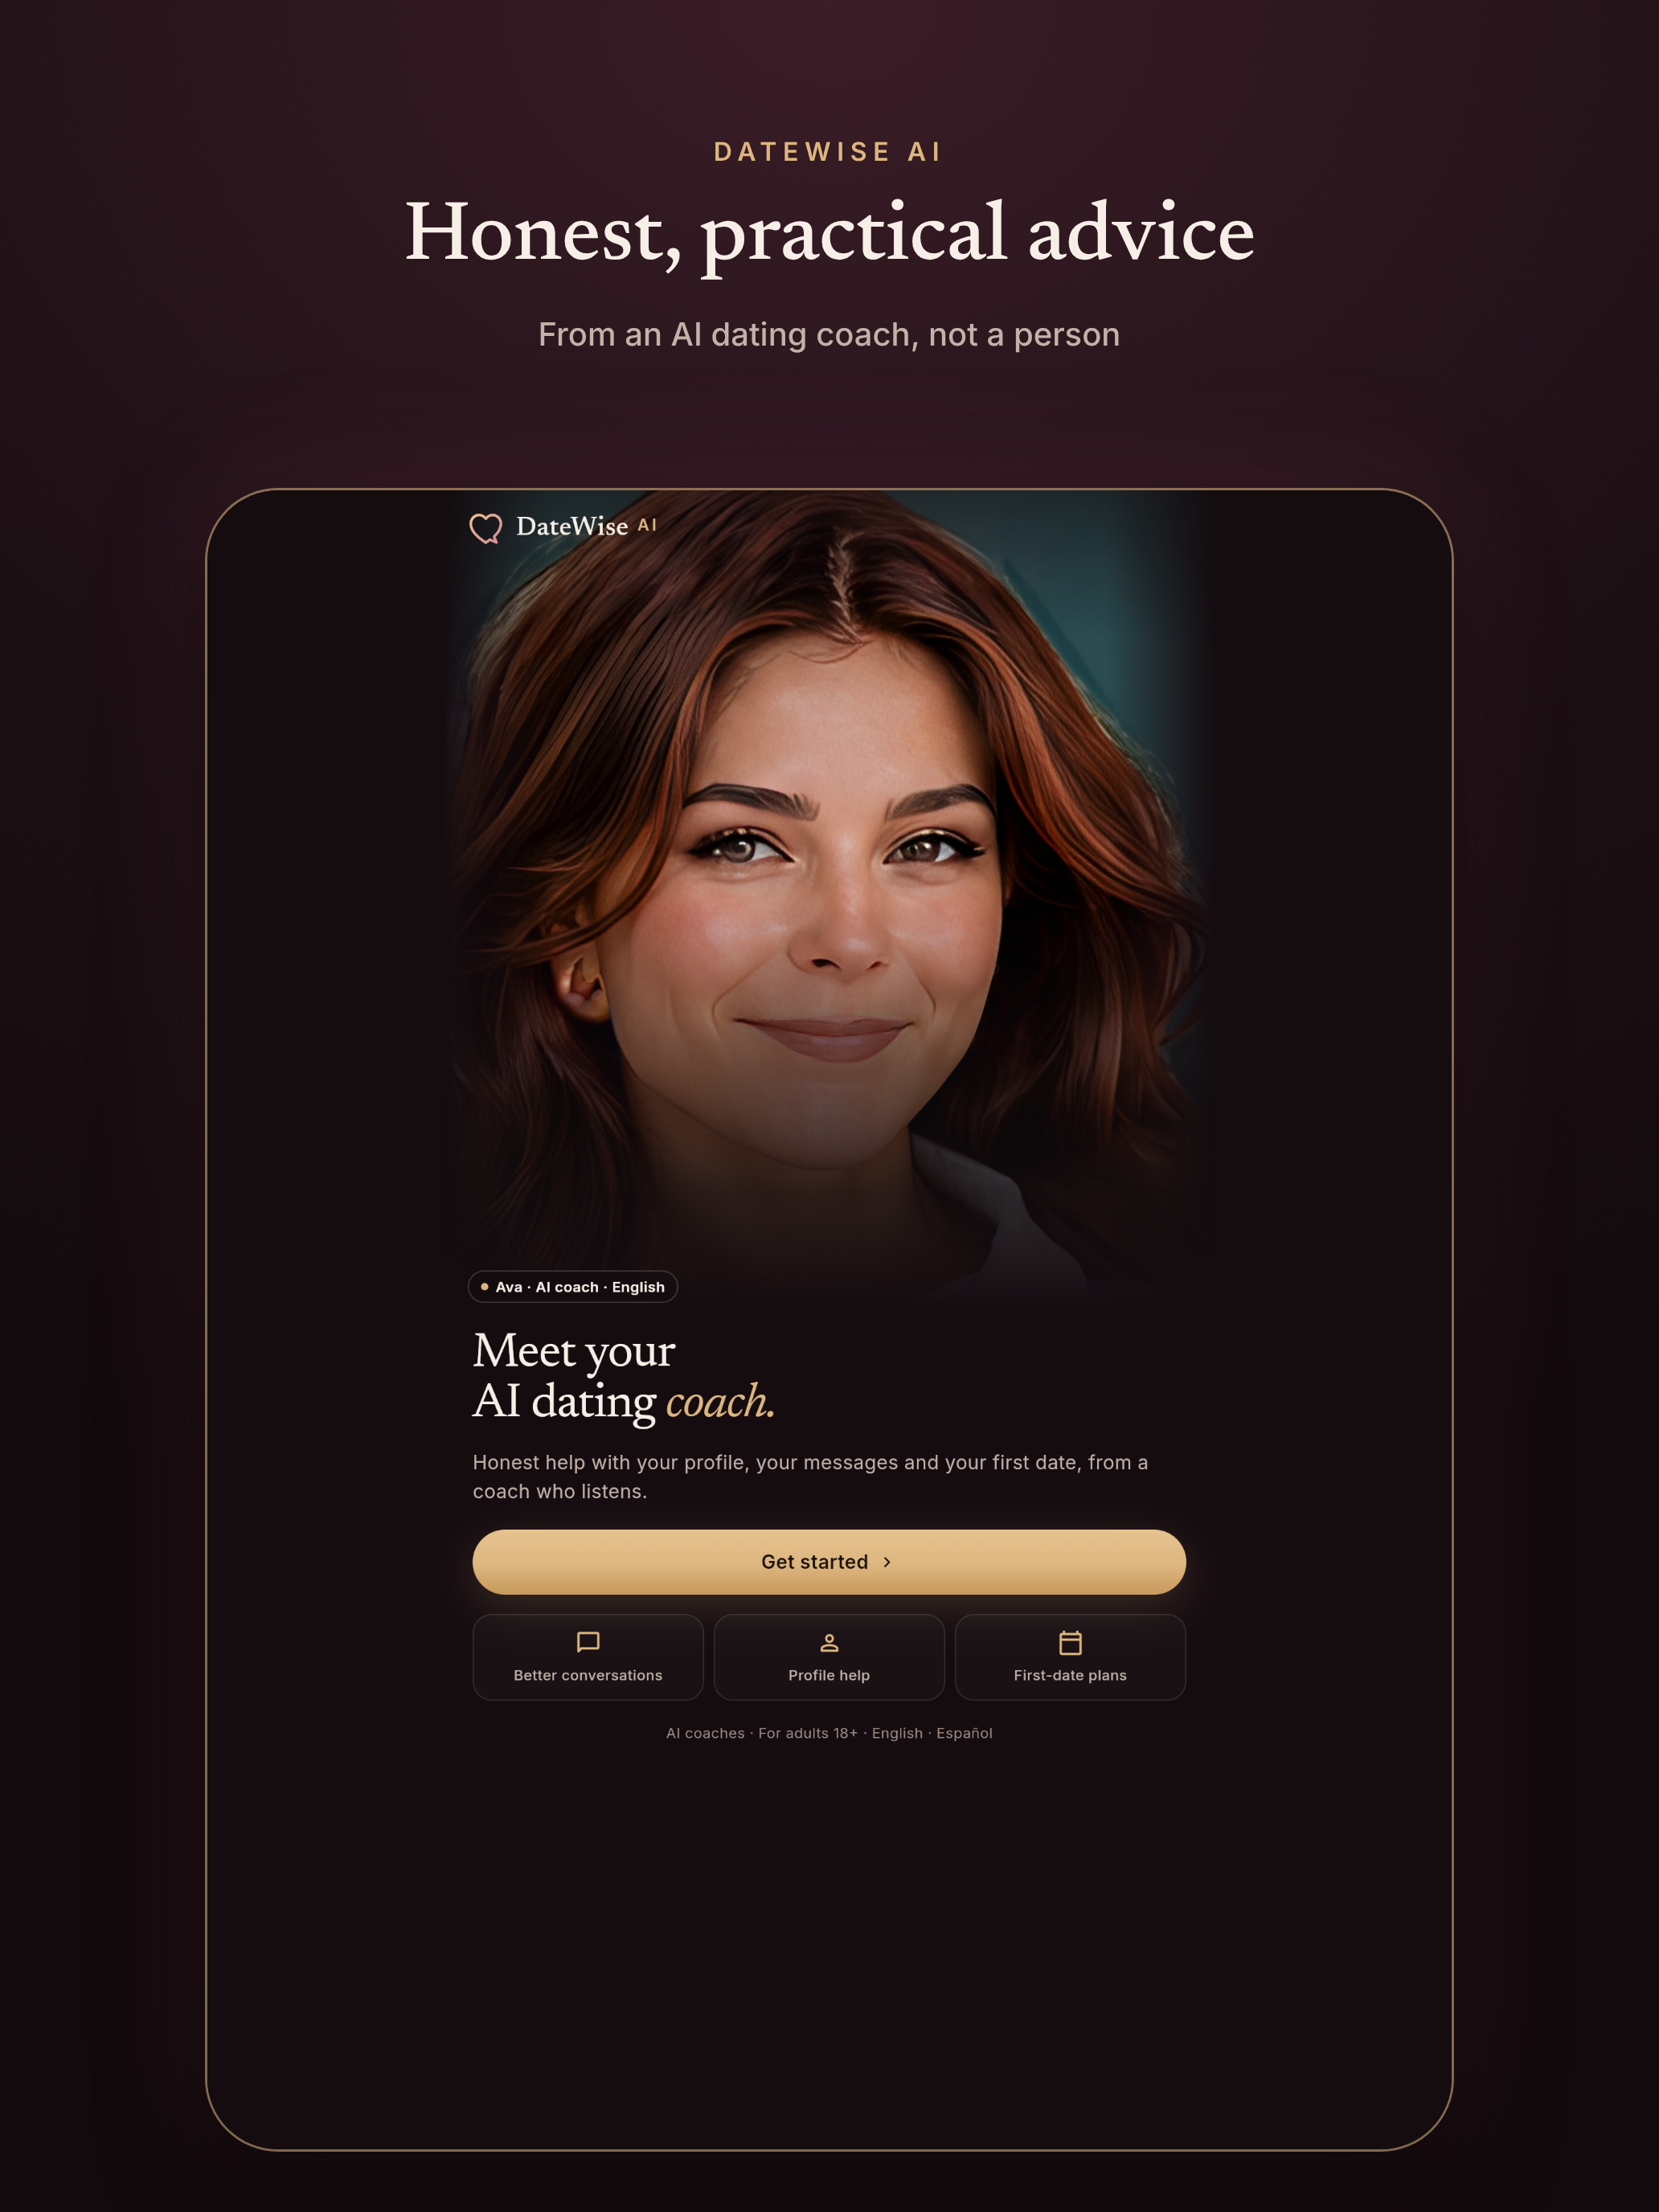 DATEWISE AI
Honest, practical advice
From an AI dating coach, not a person
DateWise AI
Ava · AI coach · English
Meet your
AI dating coach.
Honest help with your profile, your messages and your first date, from a
coach who listens.
Get started
Better conversations
Profile help
First-date plans
AI coaches · For adults 18+ · English · Español